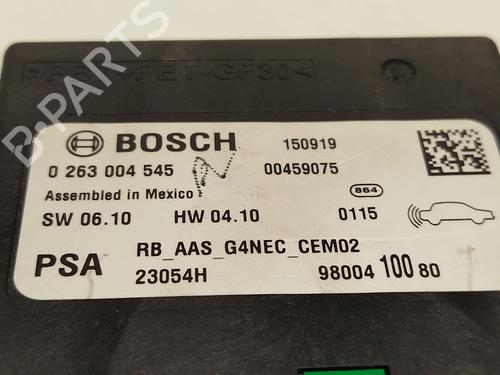 >PBT+PET-GF30<
BOSCH 150919
0 263 004 545 00459075
Assembled in Mexico 864
SW 06.10 HW 04.10 0115
PSA RB_AAS_G4NEC_CEM02
23054H 98004 100 80
B-PARTS